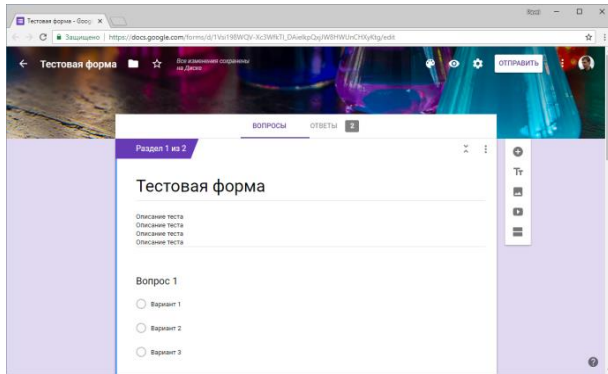 Тестовая форма - Goog
Защищено | https://docs.google.com/forms/d/
/edit
Тестовая форма
Все изменения сохранены
на Диске
ОТПРАВИТЬ
ВОПРОСЫ ОТВЕТЫ 2
Раздел 1 из 2
Тестовая форма
Описание теста
Описание теста
Описание теста
Описание теста
Вопрос 1
Вариант 1
Вариант 2
Вариант 3
Тт